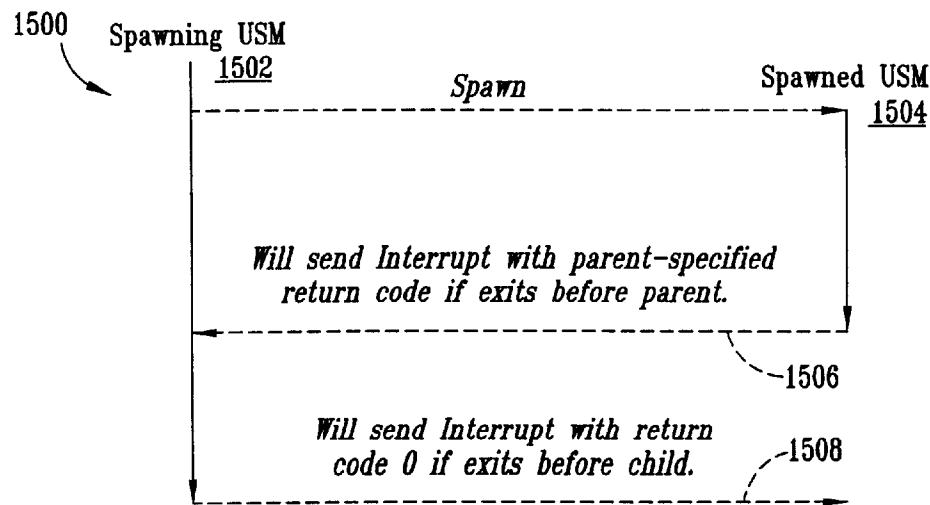 1500
Spawning USM
1502
Spawn
Spawned USM
1504
Will send Interrupt with parent-specified
return code if exits before parent.
1506
Will send Interrupt with return
code 0 if exits before child.
1508